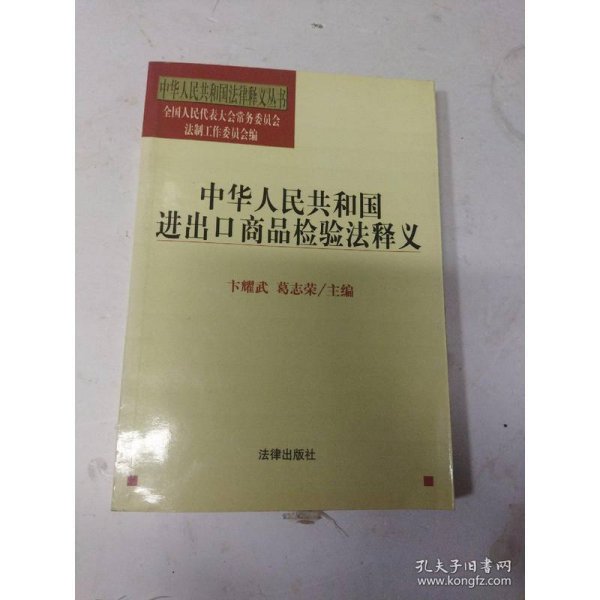 中华人民共和国法律释义丛书
全国人民代表大会常务委员会
法制工作委员会编
中华人民共和国
进出口商品检验法释义
卞耀武 葛志荣/主编
法律出版社
孔夫子旧书网
www.kongfz.com